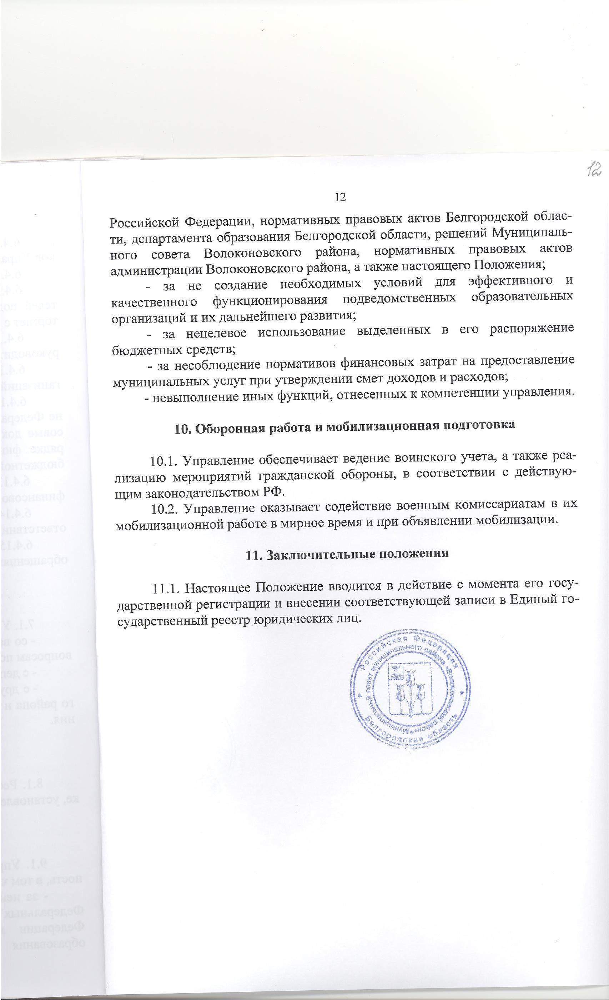 12
12
Российской Федерации, нормативных правовых актов Белгородской облас-
ти, департамента образования Белгородской области, решений Муниципаль-
ного совета Волоконовского района, нормативных правовых актов
администрации Волоконовского района, а также настоящего Положения;
- за не создание необходимых условий для эффективного и
качественного функционирования подведомственных образовательных
организаций и их дальнейшего развития;
- за нецелевое использование выделенных в его распоряжение
бюджетных средств;
- за несоблюдение нормативов финансовых затрат на предоставление
муниципальных услуг при утверждении смет доходов и расходов;
- невыполнение иных функций, отнесенных к компетенции управления.
10. Оборонная работа и мобилизационная подготовка
10.1. Управление обеспечивает ведение воинского учета, а также реа-
лизацию мероприятий гражданской обороны, в соответствии с действую-
щим законодательством РФ.
10.2. Управление оказывает содействие военным комиссариатам в их
мобилизационной работе в мирное время и при объявлении мобилизации.
11. Заключительные положения
11.1. Настоящее Положение вводится в действие с момента его госу-
дарственной регистрации и внесении соответствующей записи в Единый го-
сударственный реестр юридических лиц.
Российская Федерация
* Белгородская область *
Муниципальный совет муниципального района «Волоконовский район» *